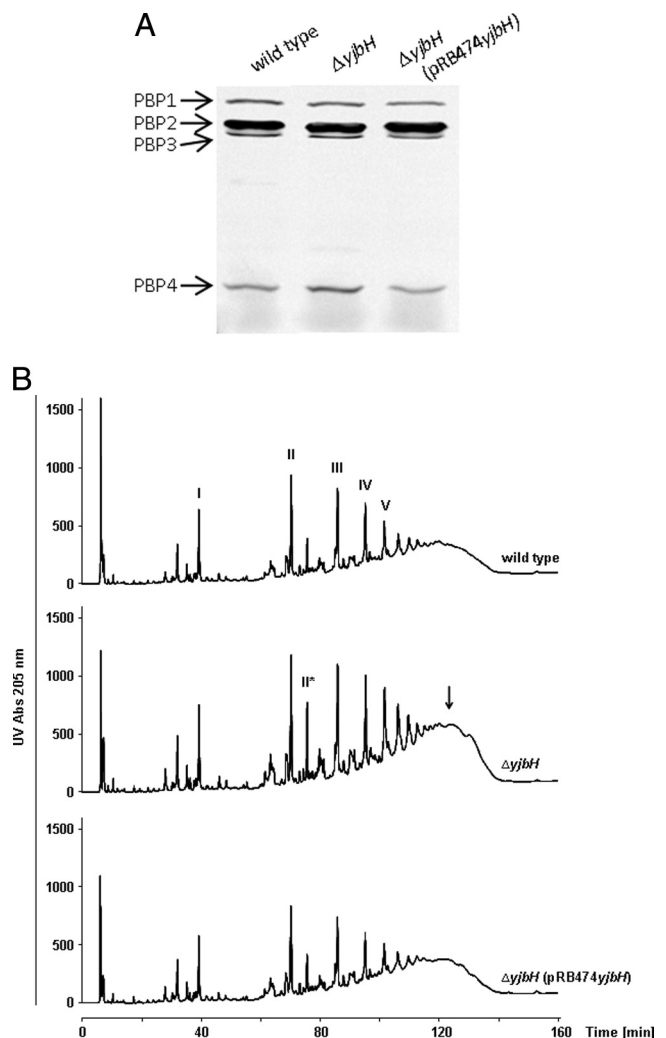 A
wild type
ΔyjbH
ΔyjbH
(pRB474yjbH)
PBP1
PBP2
PBP3
PBP4
B
UV Abs 205 nm
1500
1000
500
0
I
II
III
IV
V
wild type
1500
1000
500
0
II*
ΔyjbH
1500
1000
500
0
ΔyjbH (pRB474yjbH)
0
40
80
120
160
Time [min]